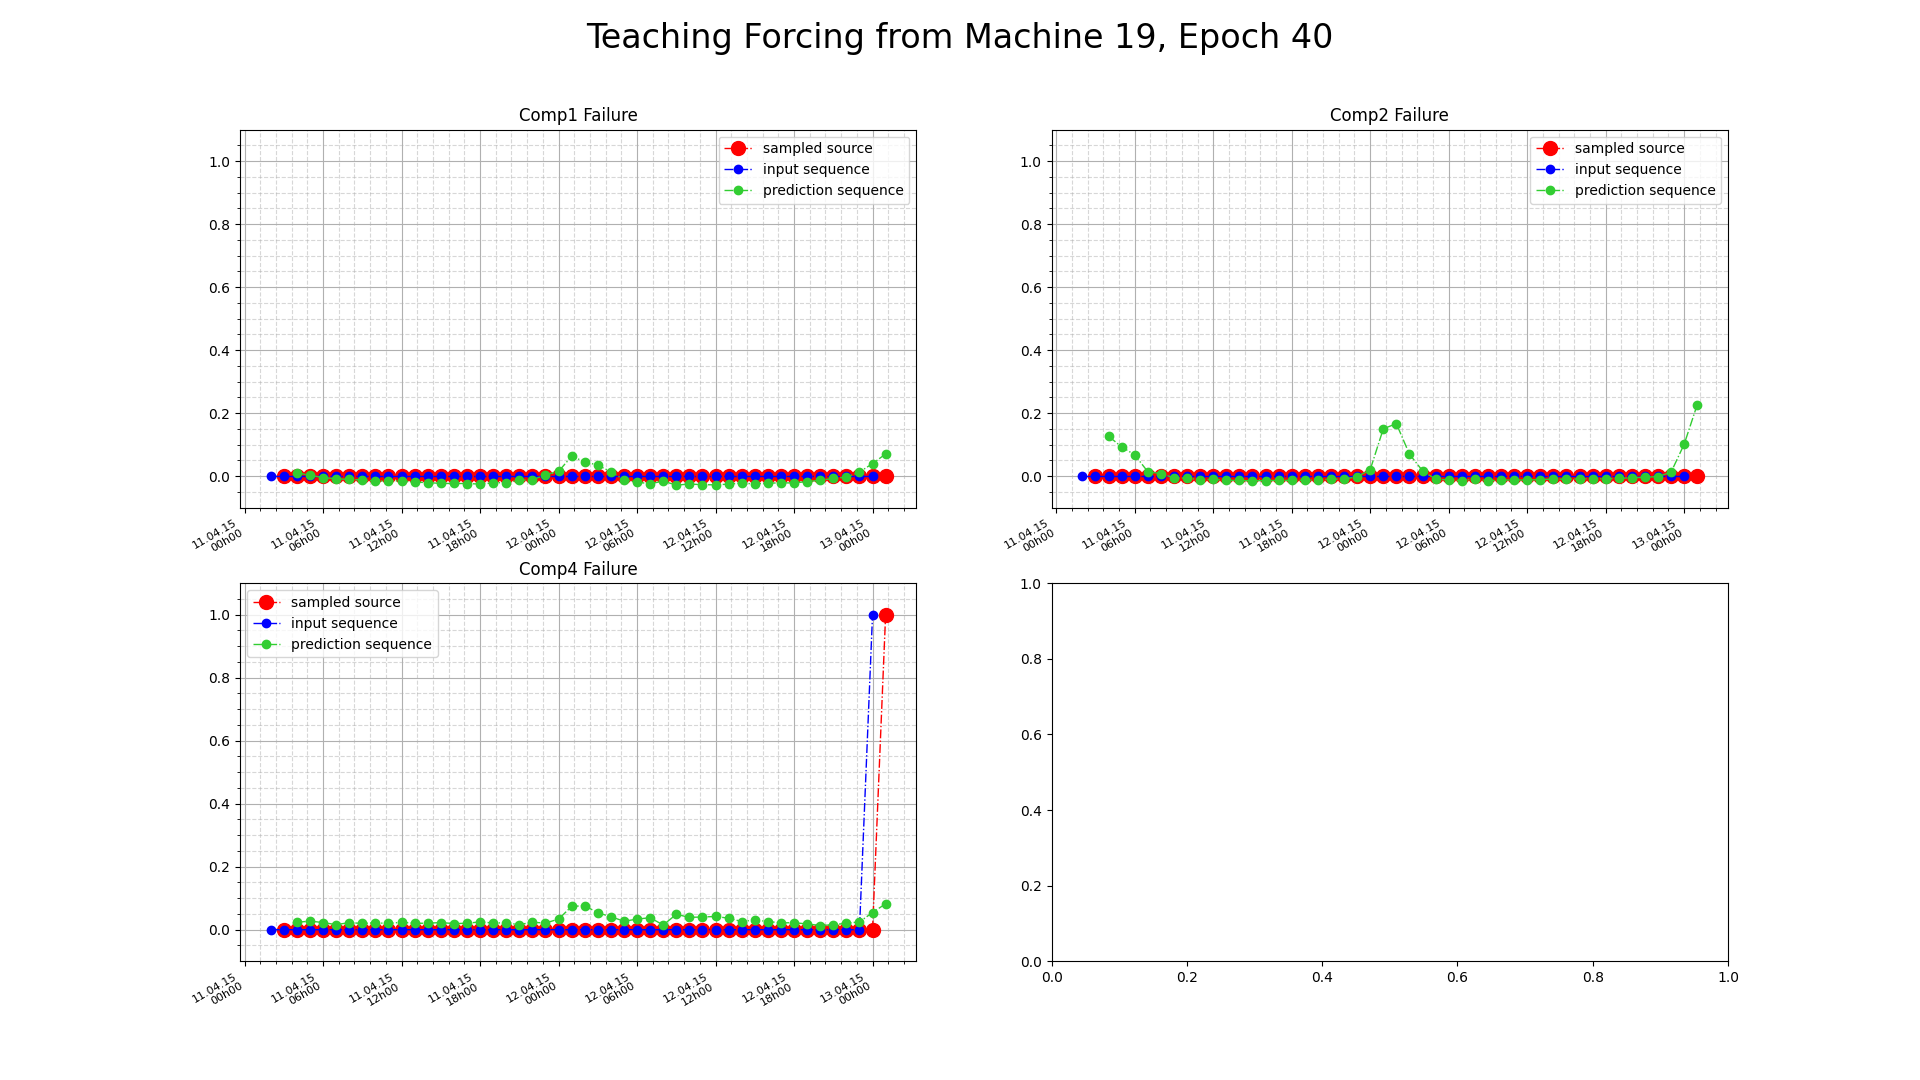 Teaching Forcing from Machine 19, Epoch 40
Comp1 Failure
sampled source
input sequence
prediction sequence
1.0
0.8
0.6
0.4
0.2
0.0
11.04.15
00h00
11.04.15
06h00
11.04.15
12h00
11.04.15
18h00
12.04.15
00h00
12.04.15
06h00
12.04.15
12h00
12.04.15
18h00
13.04.15
00h00
Comp2 Failure
sampled source
input sequence
prediction sequence
1.0
0.8
0.6
0.4
0.2
0.0
11.04.15
00h00
11.04.15
06h00
11.04.15
12h00
11.04.15
18h00
12.04.15
00h00
12.04.15
06h00
12.04.15
12h00
12.04.15
18h00
13.04.15
00h00
Comp4 Failure
sampled source
input sequence
prediction sequence
1.0
0.8
0.6
0.4
0.2
0.0
11.04.15
00h00
11.04.15
06h00
11.04.15
12h00
11.04.15
18h00
12.04.15
00h00
12.04.15
06h00
12.04.15
12h00
12.04.15
18h00
13.04.15
00h00
1.0
0.8
0.6
0.4
0.2
0.0
0.0 0.2 0.4 0.6 0.8 1.0